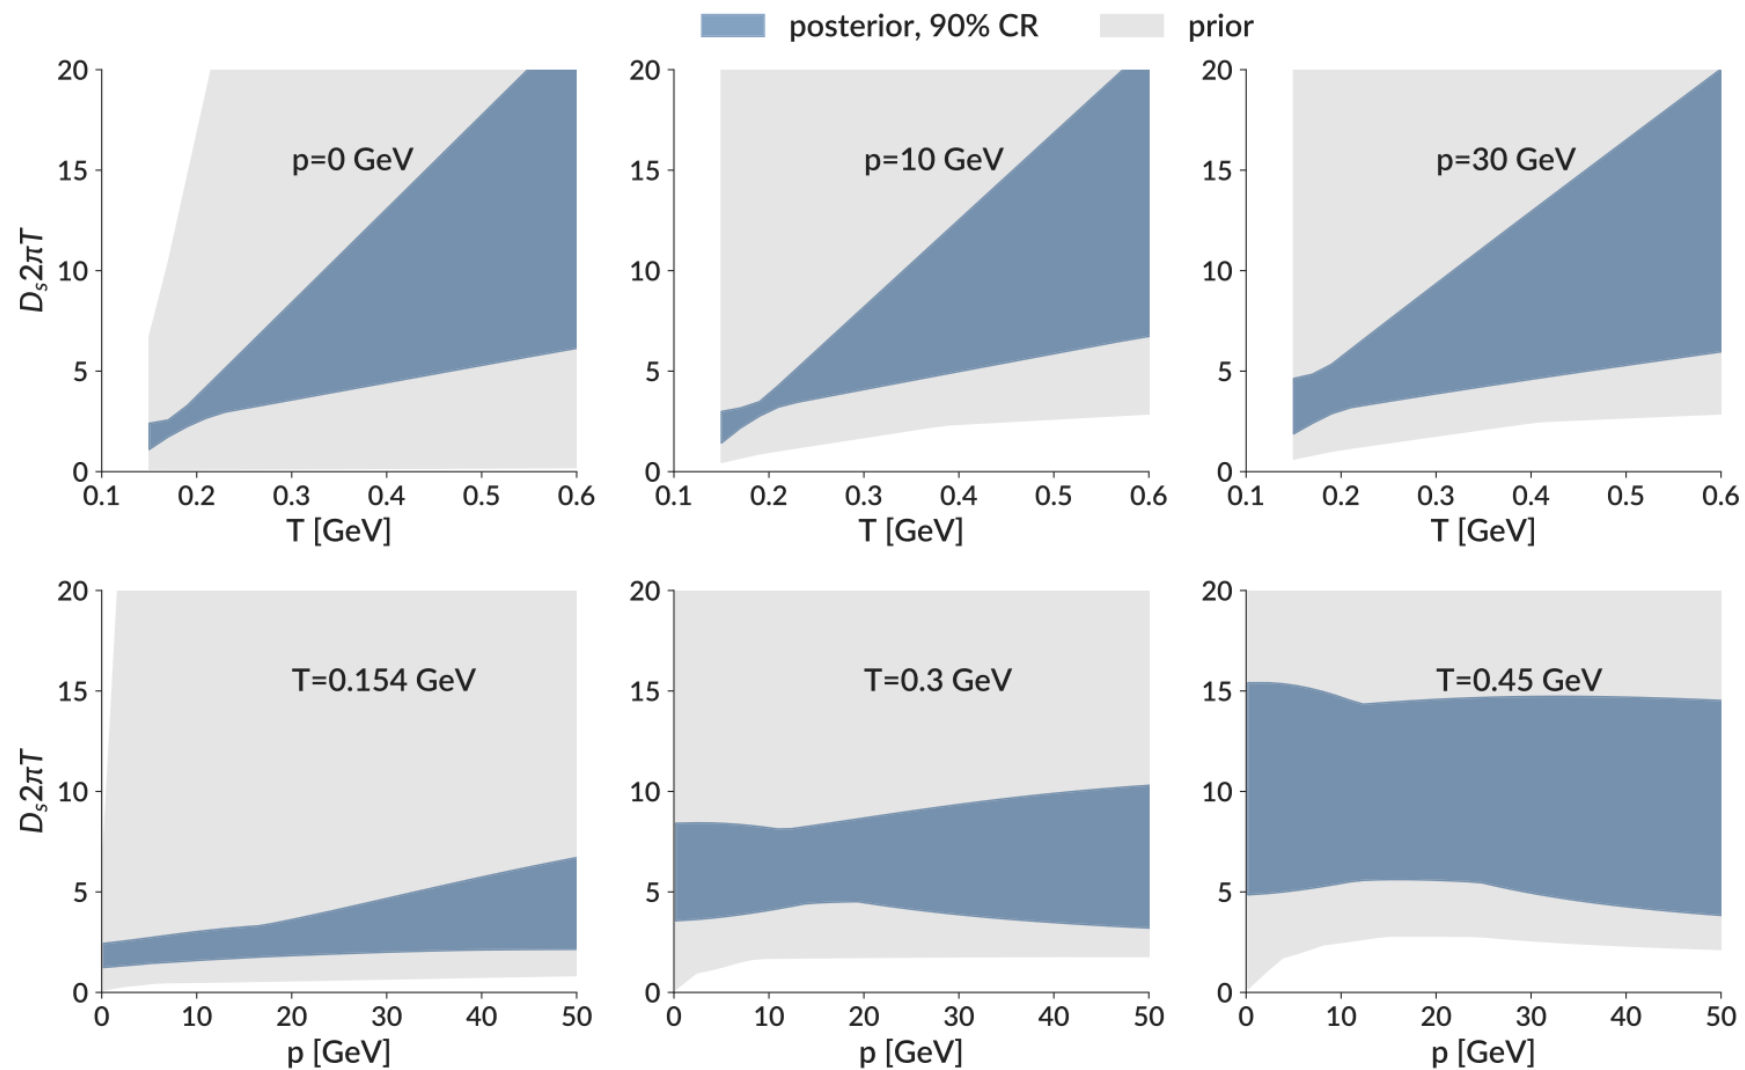 posterior, 90% CR prior
20 20 20
p=0 GeV p=10 GeV p=30 GeV
15 15 15
D_s2πT
10 10 10
5 5 5
0 0 0
0.1 0.2 0.3 0.4 0.5 0.6 0.1 0.2 0.3 0.4 0.5 0.6 0.1 0.2 0.3 0.4 0.5 0.6
T [GeV] T [GeV] T [GeV]
20 20 20
T=0.154 GeV T=0.3 GeV T=0.45 GeV
15 15 15
D_s2πT
10 10 10
5 5 5
0 0 0
0 10 20 30 40 50 0 10 20 30 40 50 0 10 20 30 40 50
p [GeV] p [GeV] p [GeV]